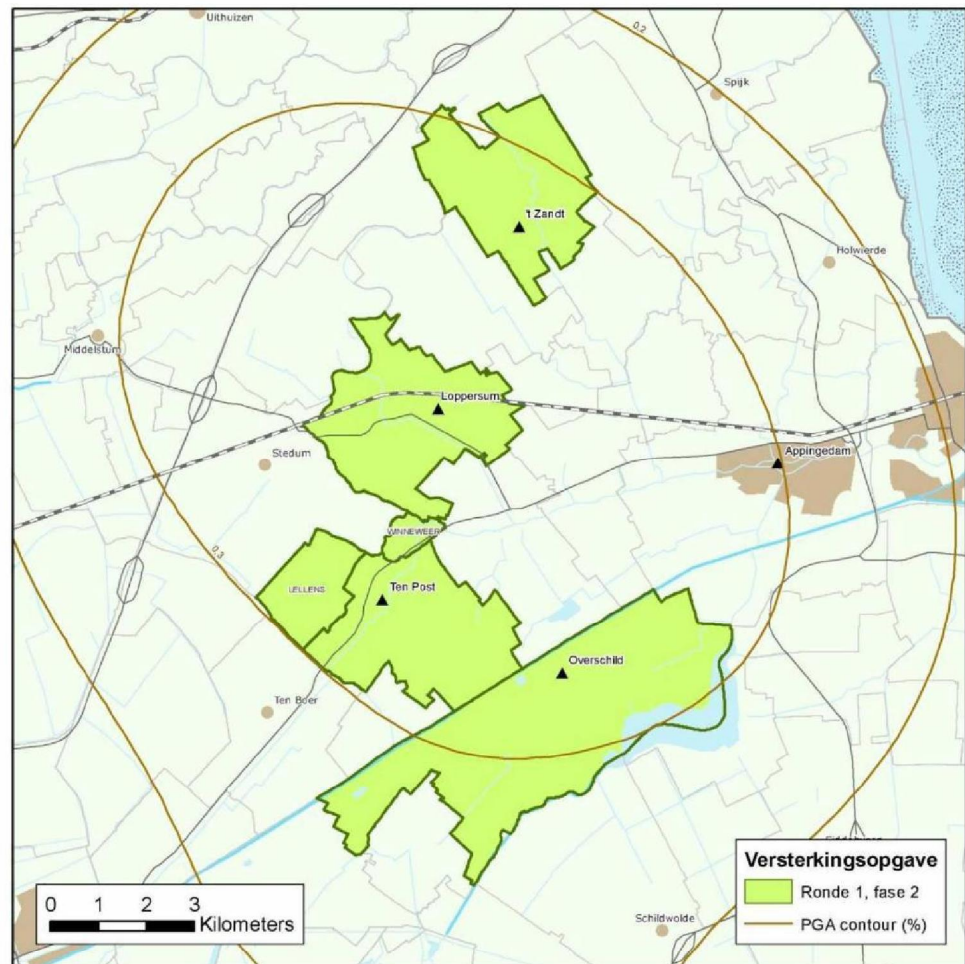 Uithuizen
0.2
Spijk
't Zandt
Holwierde
Middelstum
Loppersum
Stedum
Appingedam
WINNEWEER
0.3
LELLENS
Ten Post
Overschild
Ten Boer
Schildwolde
Versterkingsopgave
Ronde 1, fase 2
PGA contour (%)
0 1 2 3
Kilometers